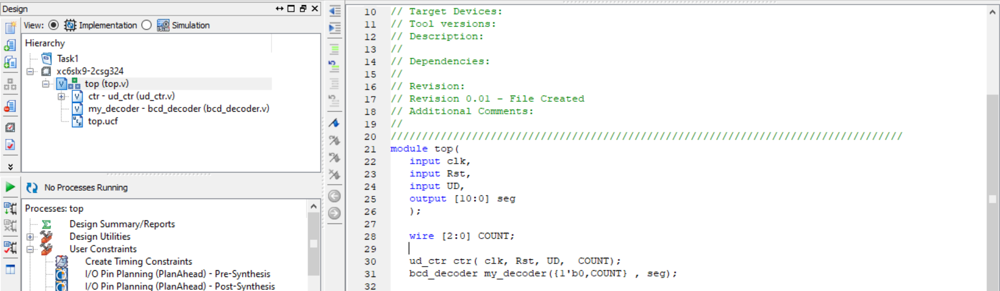 Design
View: Implementation Simulation
Hierarchy
Task1
xc6slx9-2csg324
top (top.v)
ctr - ud_ctr (ud_ctr.v)
my_decoder - bcd_decoder (bcd_decoder.v)
top.ucf
No Processes Running
Processes: top
Design Summary/Reports
Design Utilities
User Constraints
Create Timing Constraints
I/O Pin Planning (PlanAhead) - Pre-Synthesis
I/O Pin Planning (PlanAhead) - Post-Synthesis
10 // Target Devices:
11 // Tool versions:
12 // Description:
13 //
14 // Dependencies:
15 //
16 // Revision:
17 // Revision 0.01 - File Created
18 // Additional Comments:
19 //
20 //////////////////////////////////////////////////////////////////////////////////
21 module top(
22 input clk,
23 input Rst,
24 input UD,
25 output [10:0] seg
26 );
27
28 wire [2:0] COUNT;
29
30 ud_ctr ctr( clk, Rst, UD,  COUNT);
31 bcd_decoder my_decoder({1'b0,COUNT} , seg);
32